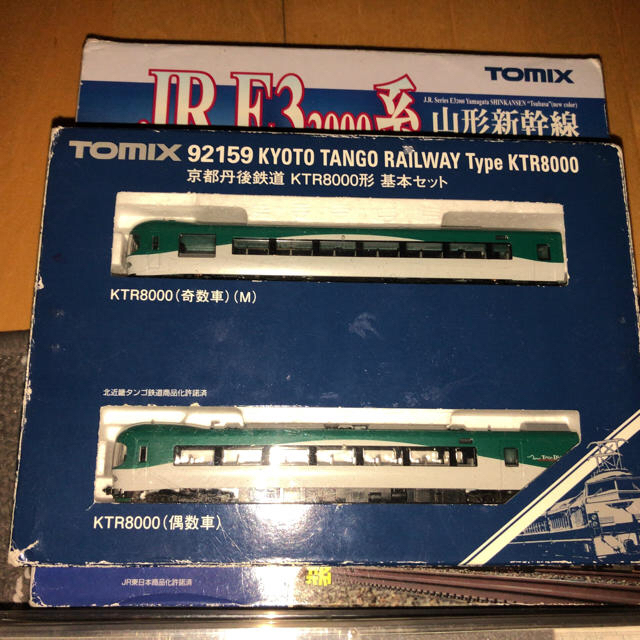 TOMIX
J.R. Series E3 2000 Yamagata SHINKANSEN "Tsubasa"(new color)
JR E3 2000系 山形新幹線
TOMIX 92159 KYOTO TANGO RAILWAY Type KTR8000
京都丹後鉄道 KTR8000形 基本セット
KTR8000(奇数車)(M)
北近畿タンゴ鉄道商品化許諾済
KTR8000(偶数車)
JR東日本商品化許諾済